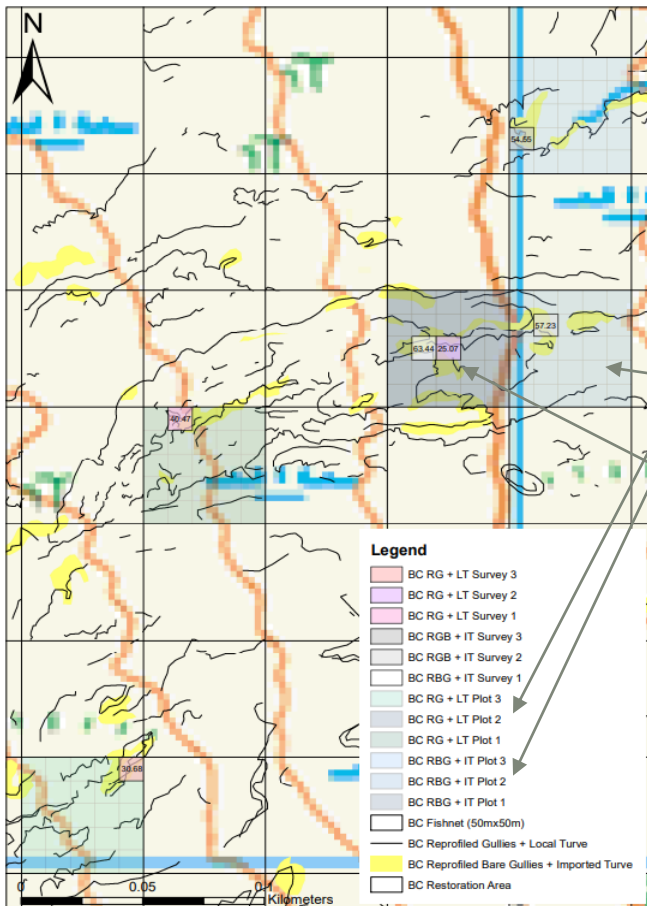 N
54.55
57.23
63.44 25.07
40.47
Legend
BC RG + LT Survey 3
BC RG + LT Survey 2
BC RG + LT Survey 1
BC RGB + IT Survey 3
BC RGB + IT Survey 2
BC RBG + IT Survey 1
BC RG + LT Plot 3
BC RG + LT Plot 2
BC RG + LT Plot 1
BC RBG + IT Plot 3
BC RBG + IT Plot 2
BC RBG + IT Plot 1
BC Fishnet (50mx50m)
BC Reprofiled Gullies + Local Turve
BC Reprofiled Bare Gullies + Imported Turve
BC Restoration Area
30.68
0 0.05 0.1
Kilometers